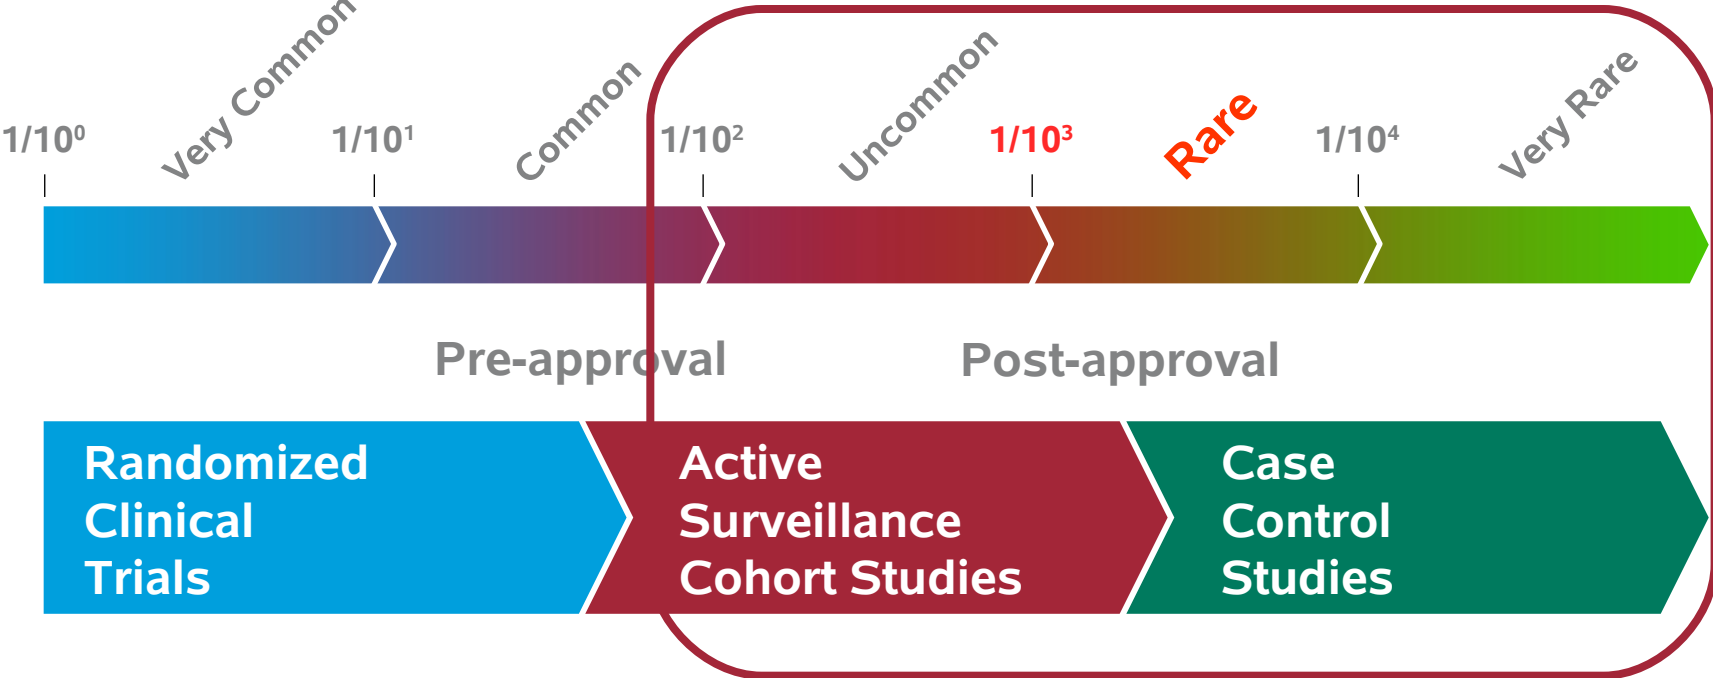 Very Common
Common
Uncommon
Rare
Very Rare
1/10⁰
1/10¹
1/10²
1/10³
1/10⁴
Pre-approval
Post-approval
Randomized
Clinical
Trials
Active
Surveillance
Cohort Studies
Case
Control
Studies